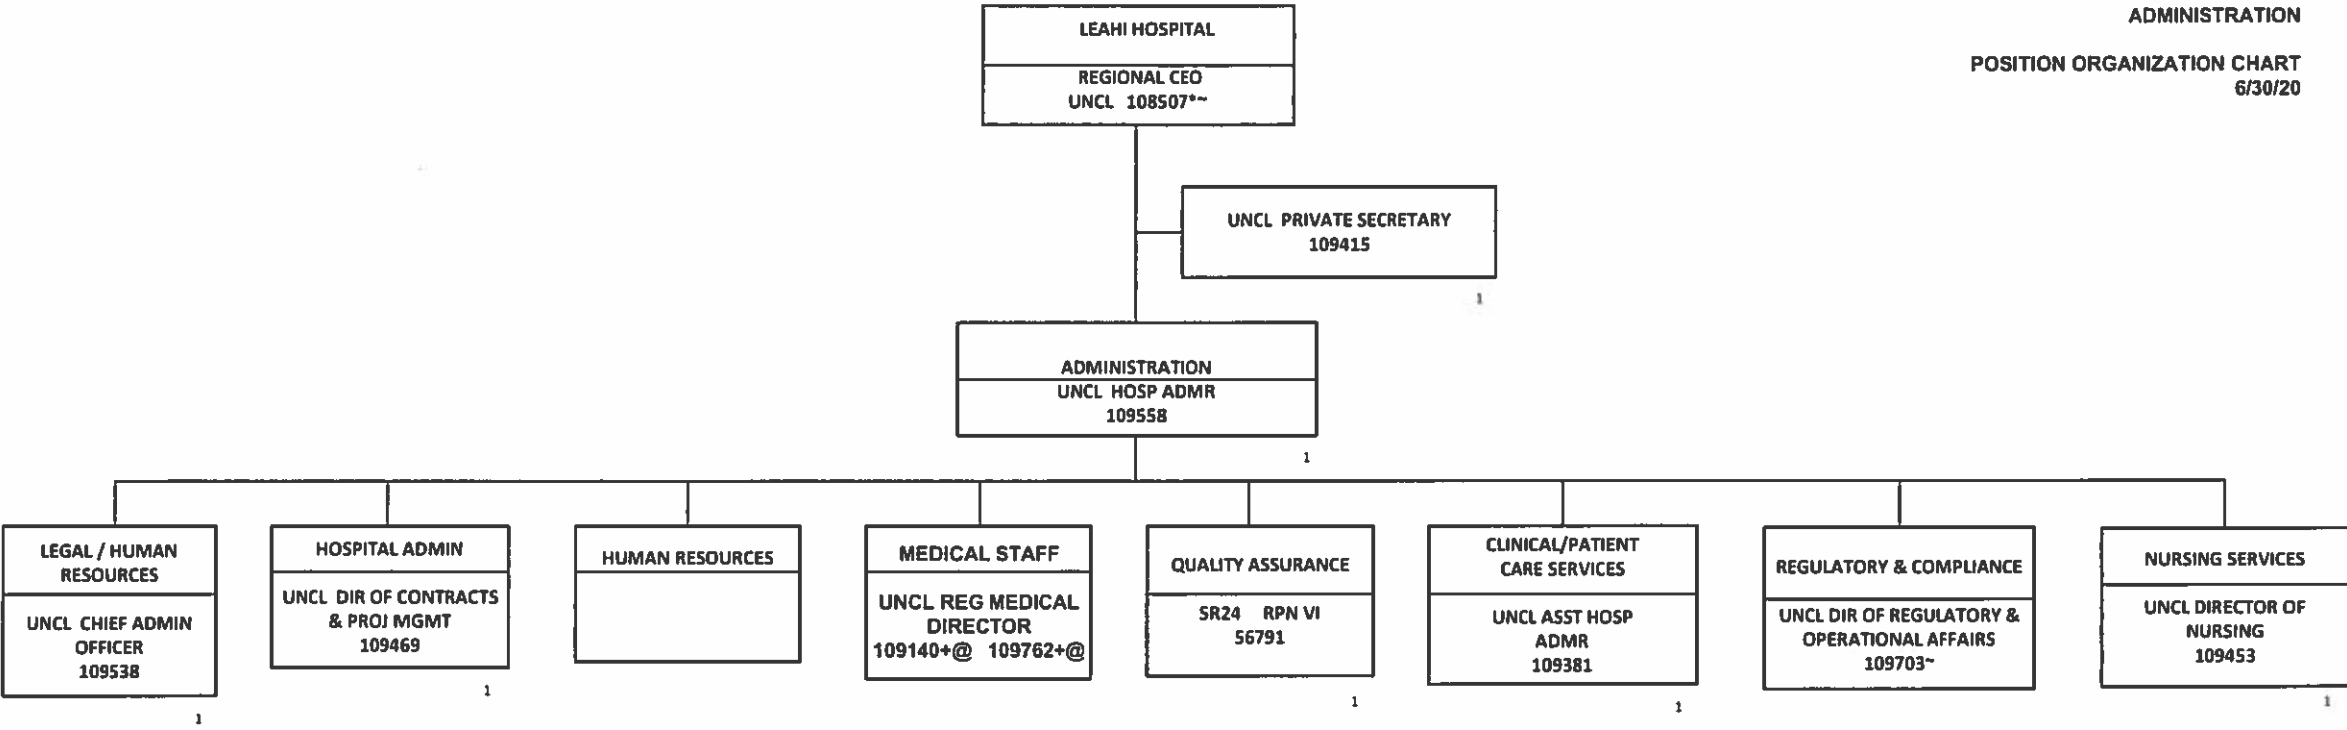 ADMINISTRATION
POSITION ORGANIZATION CHART
6/30/20
LEAHI HOSPITAL
REGIONAL CEO
UNCL 108507*~
UNCL PRIVATE SECRETARY
109415
1
ADMINISTRATION
UNCL HOSP ADMR
109558
1
LEGAL / HUMAN
RESOURCES
UNCL CHIEF ADMIN
OFFICER
109538
1
HOSPITAL ADMIN
UNCL DIR OF CONTRACTS
& PROJ MGMT
109469
1
HUMAN RESOURCES
MEDICAL STAFF
UNCL REG MEDICAL
DIRECTOR
109140+@ 109762+@
QUALITY ASSURANCE
SR24 RPN VI
56791
1
CLINICAL/PATIENT
CARE SERVICES
UNCL ASST HOSP
ADMR
109381
1
REGULATORY & COMPLIANCE
UNCL DIR OF REGULATORY &
OPERATIONAL AFFAIRS
109703~
NURSING SERVICES
UNCL DIRECTOR OF
NURSING
109453
1